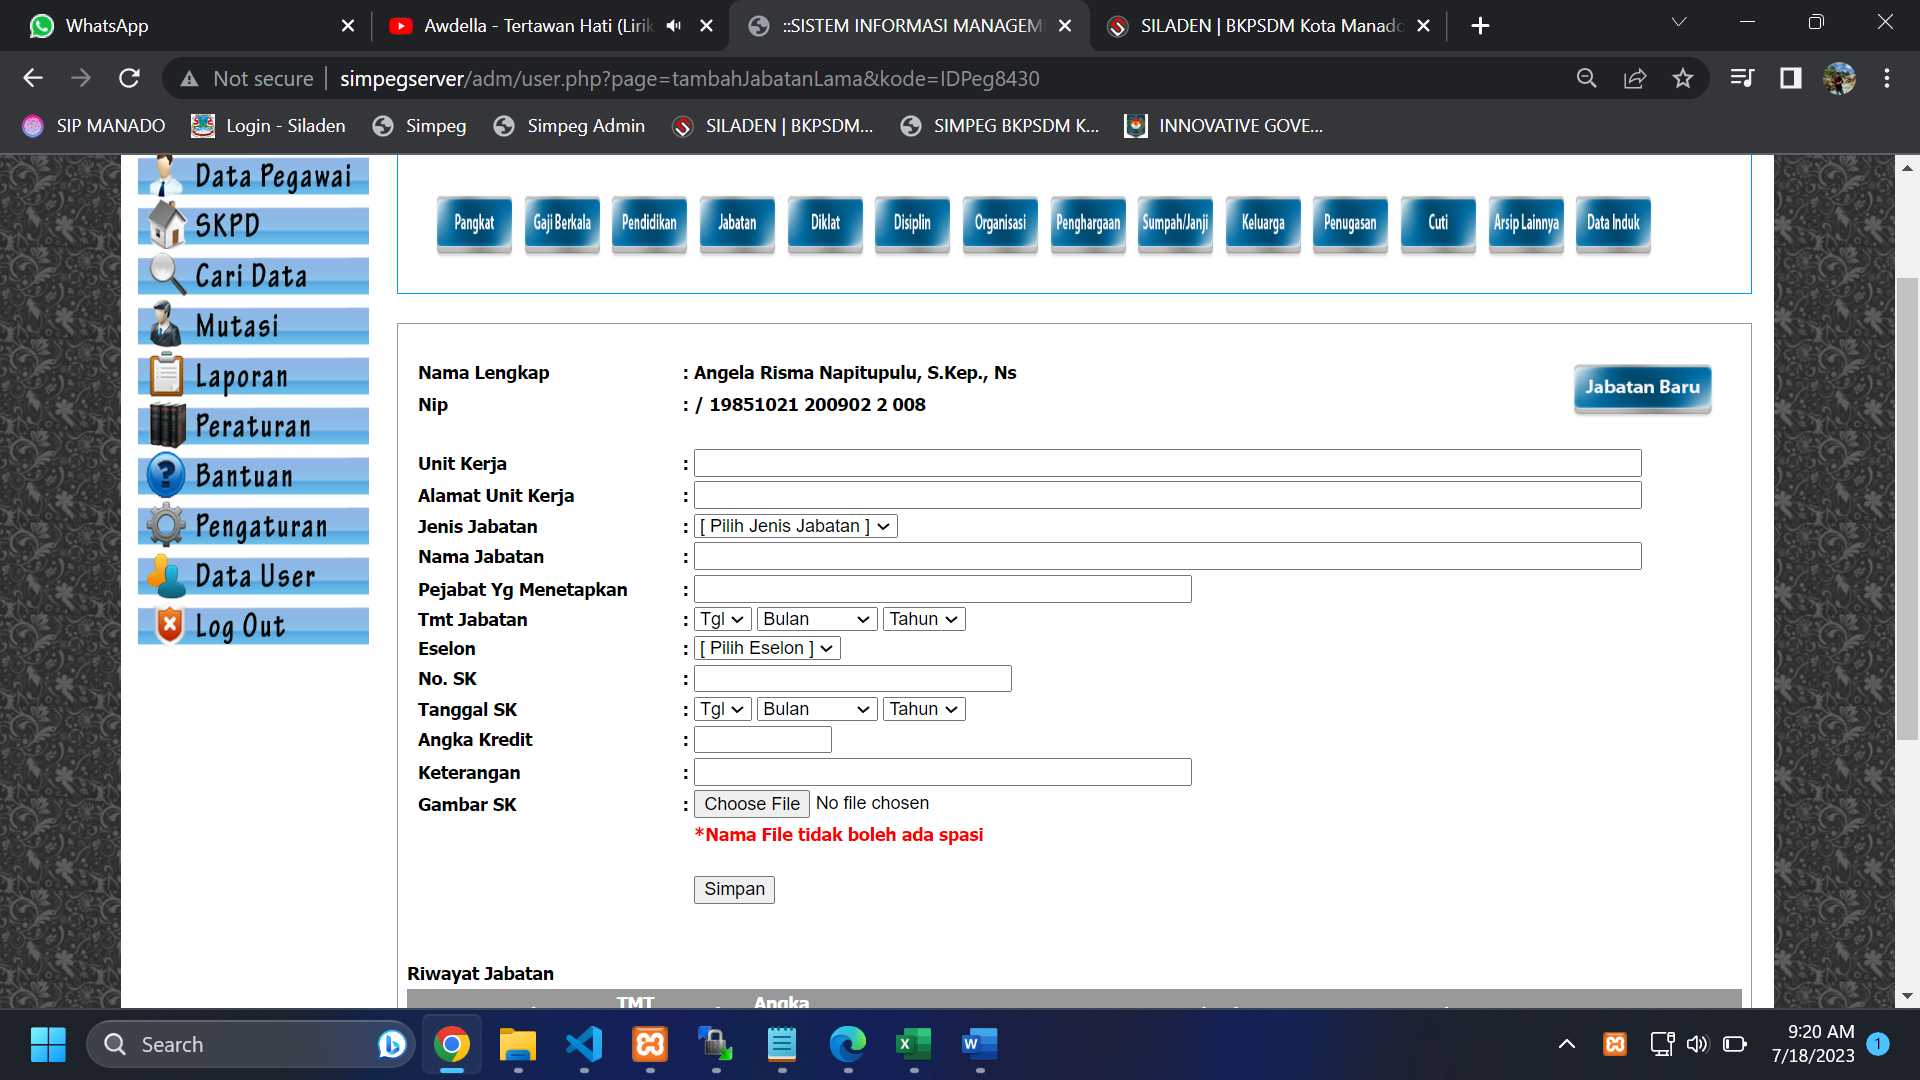 WhatsApp
Awdella - Tertawan Hati (Lirik
::SISTEM INFORMASI MANAGEM
SILADEN | BKPSDM Kota Manado
Not secure
simpegserver/adm/user.php?page=tambahJabatanLama&kode=IDPeg8430
SIP MANADO
Login - Siladen
Simpeg
Simpeg Admin
SILADEN | BKPSDM...
SIMPEG BKPSDM K...
INNOVATIVE GOVE...
Data Pegawai
SKPD
Cari Data
Mutasi
Laporan
Peraturan
Bantuan
Pengaturan
Data User
Log Out
Pangkat
Gaji Berkala
Pendidikan
Jabatan
Diklat
Disiplin
Organisasi
Penghargaan
Sumpah/Janji
Keluarga
Penugasan
Cuti
Arsip Lainnya
Data Induk
Nama Lengkap : Angela Risma Napitupulu, S.Kep., Ns
Nip : / 19851021 200902 2 008
Jabatan Baru
Unit Kerja :
Alamat Unit Kerja :
Jenis Jabatan : [ Pilih Jenis Jabatan ]
Nama Jabatan :
Pejabat Yg Menetapkan :
Tmt Jabatan : Tgl Bulan Tahun
Eselon : [ Pilih Eselon ]
No. SK :
Tanggal SK : Tgl Bulan Tahun
Angka Kredit :
Keterangan :
Gambar SK : Choose File No file chosen
*Nama File tidak boleh ada spasi
Simpan
Riwayat Jabatan
TMT Angka
Search
9:20 AM
7/18/2023
1